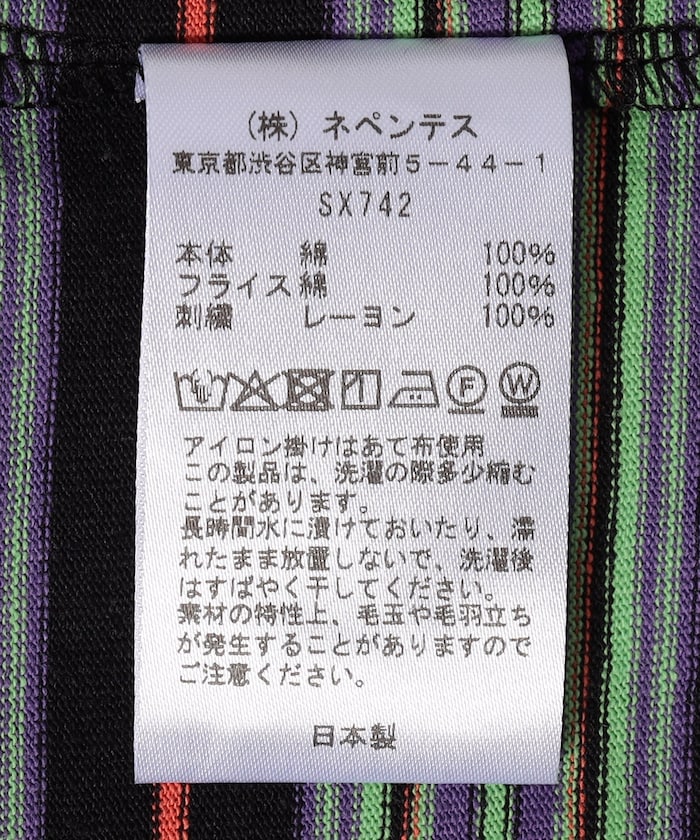 (株) ネペンテス
東京都渋谷区神宮前5-44-1
SX742
本体 綿 100%
フライス 綿 100%
刺繍 レーヨン 100%
F W
アイロン掛けはあて布使用
この製品は、洗濯の際多少縮む
ことがあります。
長時間水に漬けておいたり、濡
れたまま放置しないで、洗濯後
はすばやく干してください。
素材の特性上、毛玉や毛羽立ち
が発生することがありますので
ご注意ください。
日本製